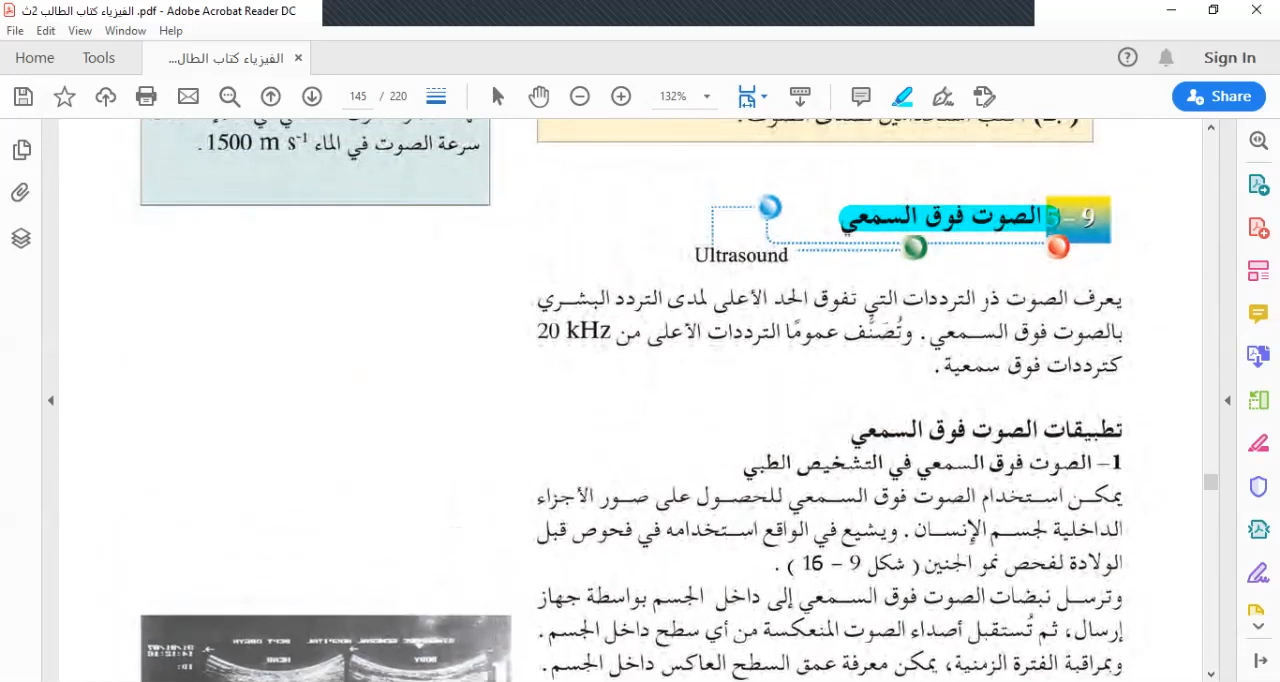 الفيزياء كتاب الطالب 2ث .pdf - Adobe Acrobat Reader DC
File Edit View Window Help
Home Tools الفيزياء كتاب الطال... × Sign In
145 / 220 132% Share
سرعة الصوت في الماء 1500 m s⁻¹ .
9 – 5 الصوت فوق السمعي
Ultrasound
يعرف الصوت ذو الترددات التي تفوق الحد الأعلى لمدى التردد البشري
بالصوت فوق السمعي. وتُصَنَّف عمومًا الترددات الأعلى من 20 kHz
كترددات فوق سمعية.
تطبيقات الصوت فوق السمعي
1– الصوت فوق السمعي في التشخيص الطبي
يمكن استخدام الصوت فوق السمعي للحصول على صور الأجزاء
الداخلية لجسم الإنسان. ويشيع في الواقع استخدامه في فحوص قبل
الولادة لفحص نمو الجنين ( شكل 9 – 16 ) .
وترسل نبضات الصوت فوق السمعي إلى داخل الجسم بواسطة جهاز
إرسال، ثم تُستقبل أصداء الصوت المنعكسة من أي سطح داخل الجسم.
وبمراقبة الفترة الزمنية، يمكن معرفة عمق السطح العاكس داخل الجسم.